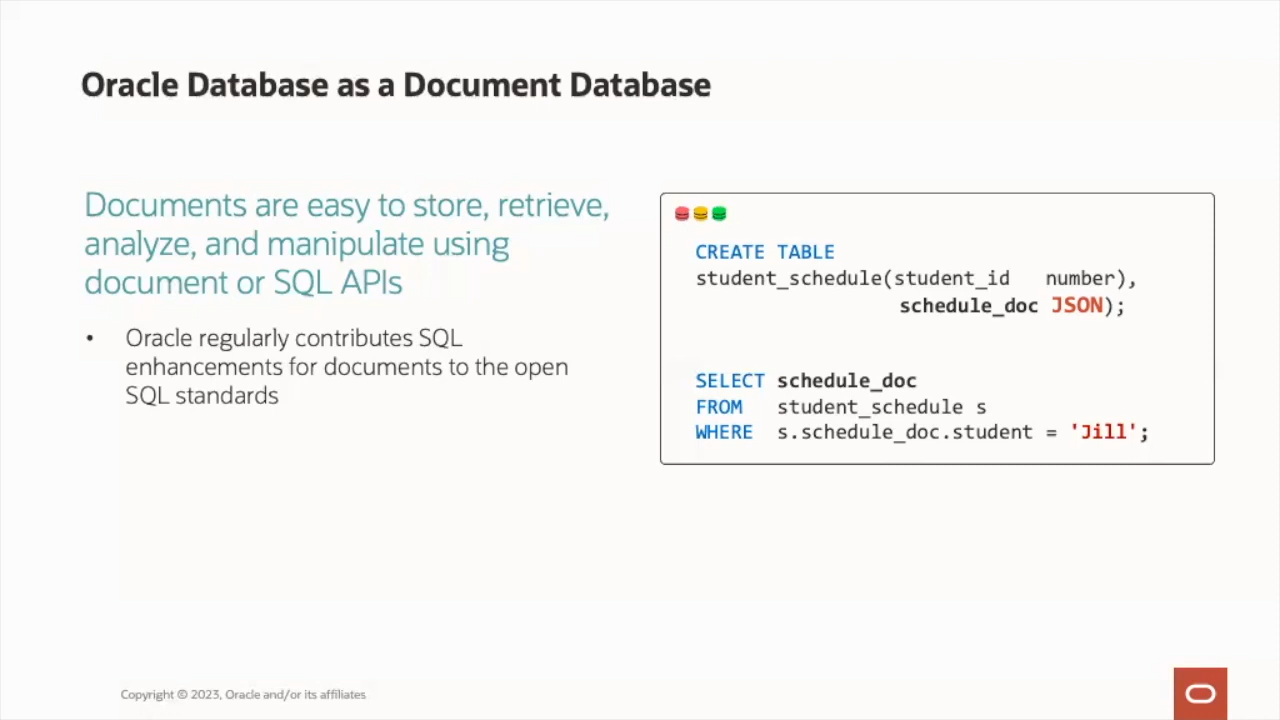 Oracle Database as a Document Database
Documents are easy to store, retrieve,
analyze, and manipulate using
document or SQL APIs
• Oracle regularly contributes SQL
enhancements for documents to the open
SQL standards
CREATE TABLE
student_schedule(student_id   number),
schedule_doc JSON);
SELECT schedule_doc
FROM   student_schedule s
WHERE  s.schedule_doc.student = 'Jill';
Copyright © 2023, Oracle and/or its affiliates